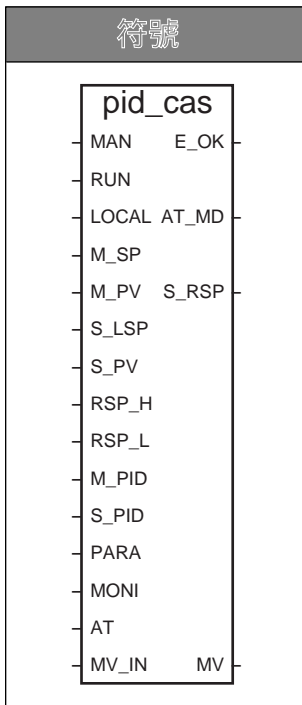 符號
pid_cas
MAN E_OK
RUN
LOCAL AT_MD
M_SP
M_PV S_RSP
S_LSP
S_PV
RSP_H
RSP_L
M_PID
S_PID
PARA
MONI
AT
MV_IN MV